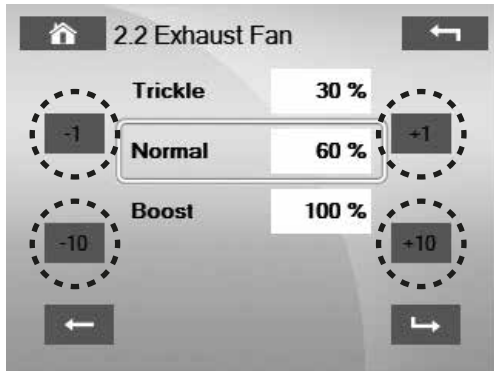 2.2 Exhaust Fan
Trickle 30 %
-1 +1
Normal 60 %
Boost 100 %
-10 +10